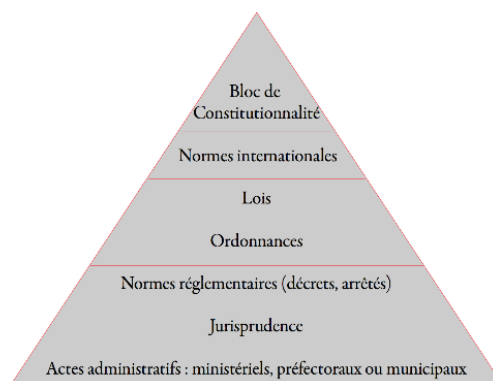 Bloc de
Constitutionnalité
Normes internationales
Lois
Ordonnances
Normes réglementaires (décrets, arrêtés)
Jurisprudence
Actes administratifs : ministériels, préfectoraux ou municipaux